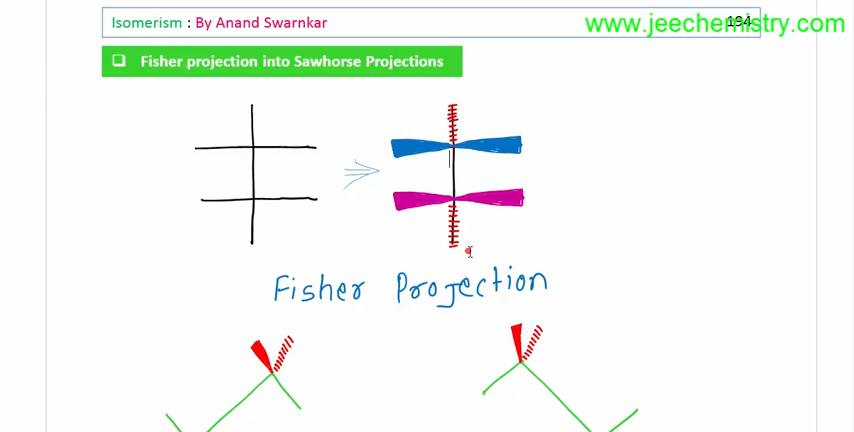 Isomerism : By Anand Swarnkar
194
www.jeechemistry.com
❑ Fisher projection into Sawhorse Projections
Fisher Projection